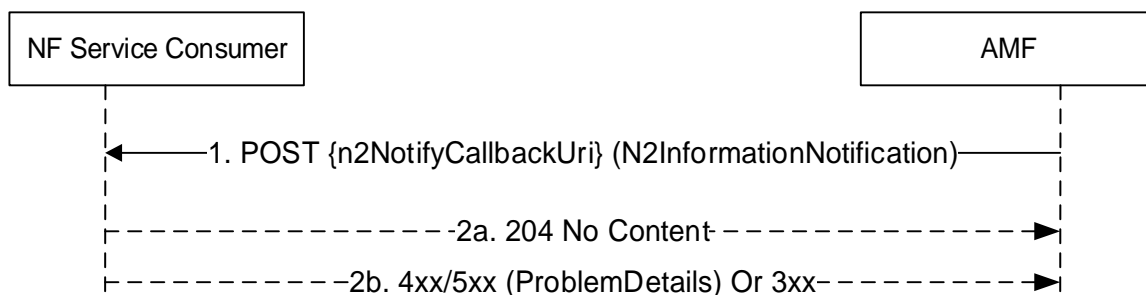 NF Service Consumer
AMF
1. POST {n2NotifyCallbackUri} (N2InformationNotification)
2a. 204 No Content
2b. 4xx/5xx (ProblemDetails) Or 3xx